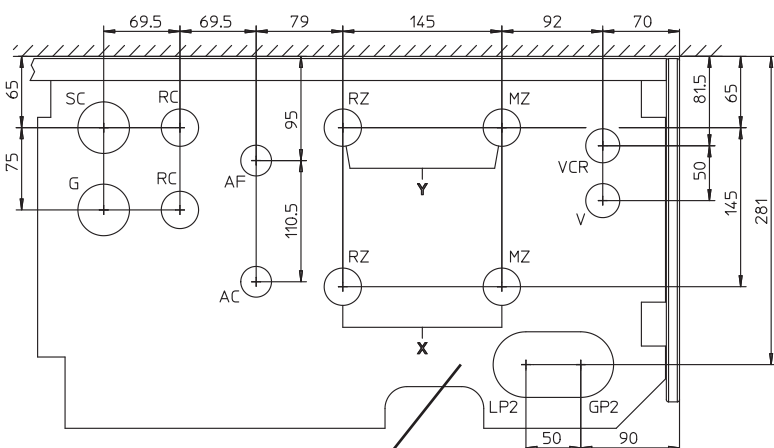 69.5 69.5 79 145 92 70
65 SC RC 95 RZ MZ 81.5 65
75 G RC AF Y VCR 50 V 145 281
110.5
AC RZ MZ
X
LP2 GP2
50 90